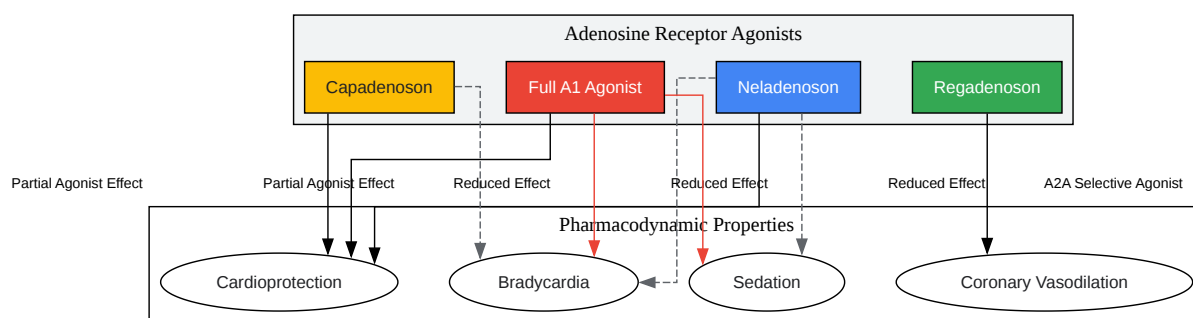 Adenosine Receptor Agonists
Capadenoson
Full A1 Agonist
Neladenoson
Regadenoson
Partial Agonist Effect
Partial Agonist Effect
Reduced Effect
Reduced Effect
Reduced Effect
A2A Selective Agonist
Pharmacodynamic Properties
Cardioprotection
Bradycardia
Sedation
Coronary Vasodilation